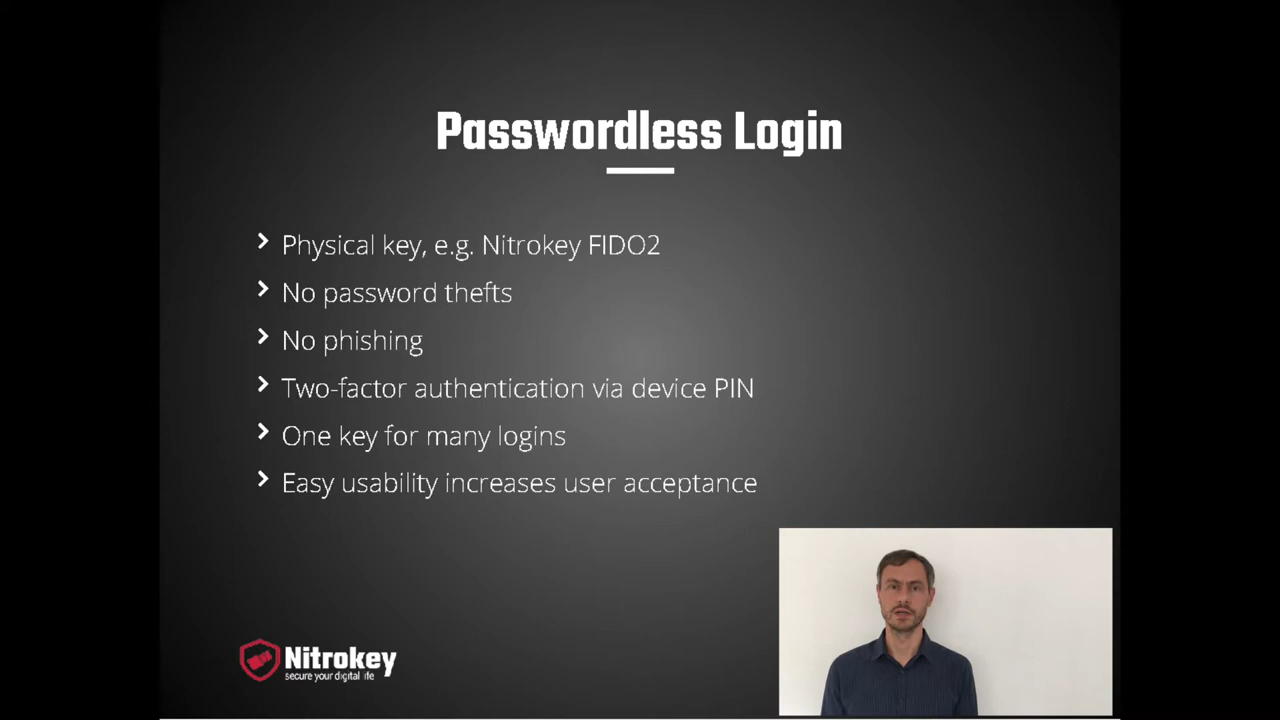 Passwordless Login
Physical key, e.g. Nitrokey FIDO2
No password thefts
No phishing
Two-factor authentication via device PIN
One key for many logins
Easy usability increases user acceptance
Nitrokey
secure your digital life